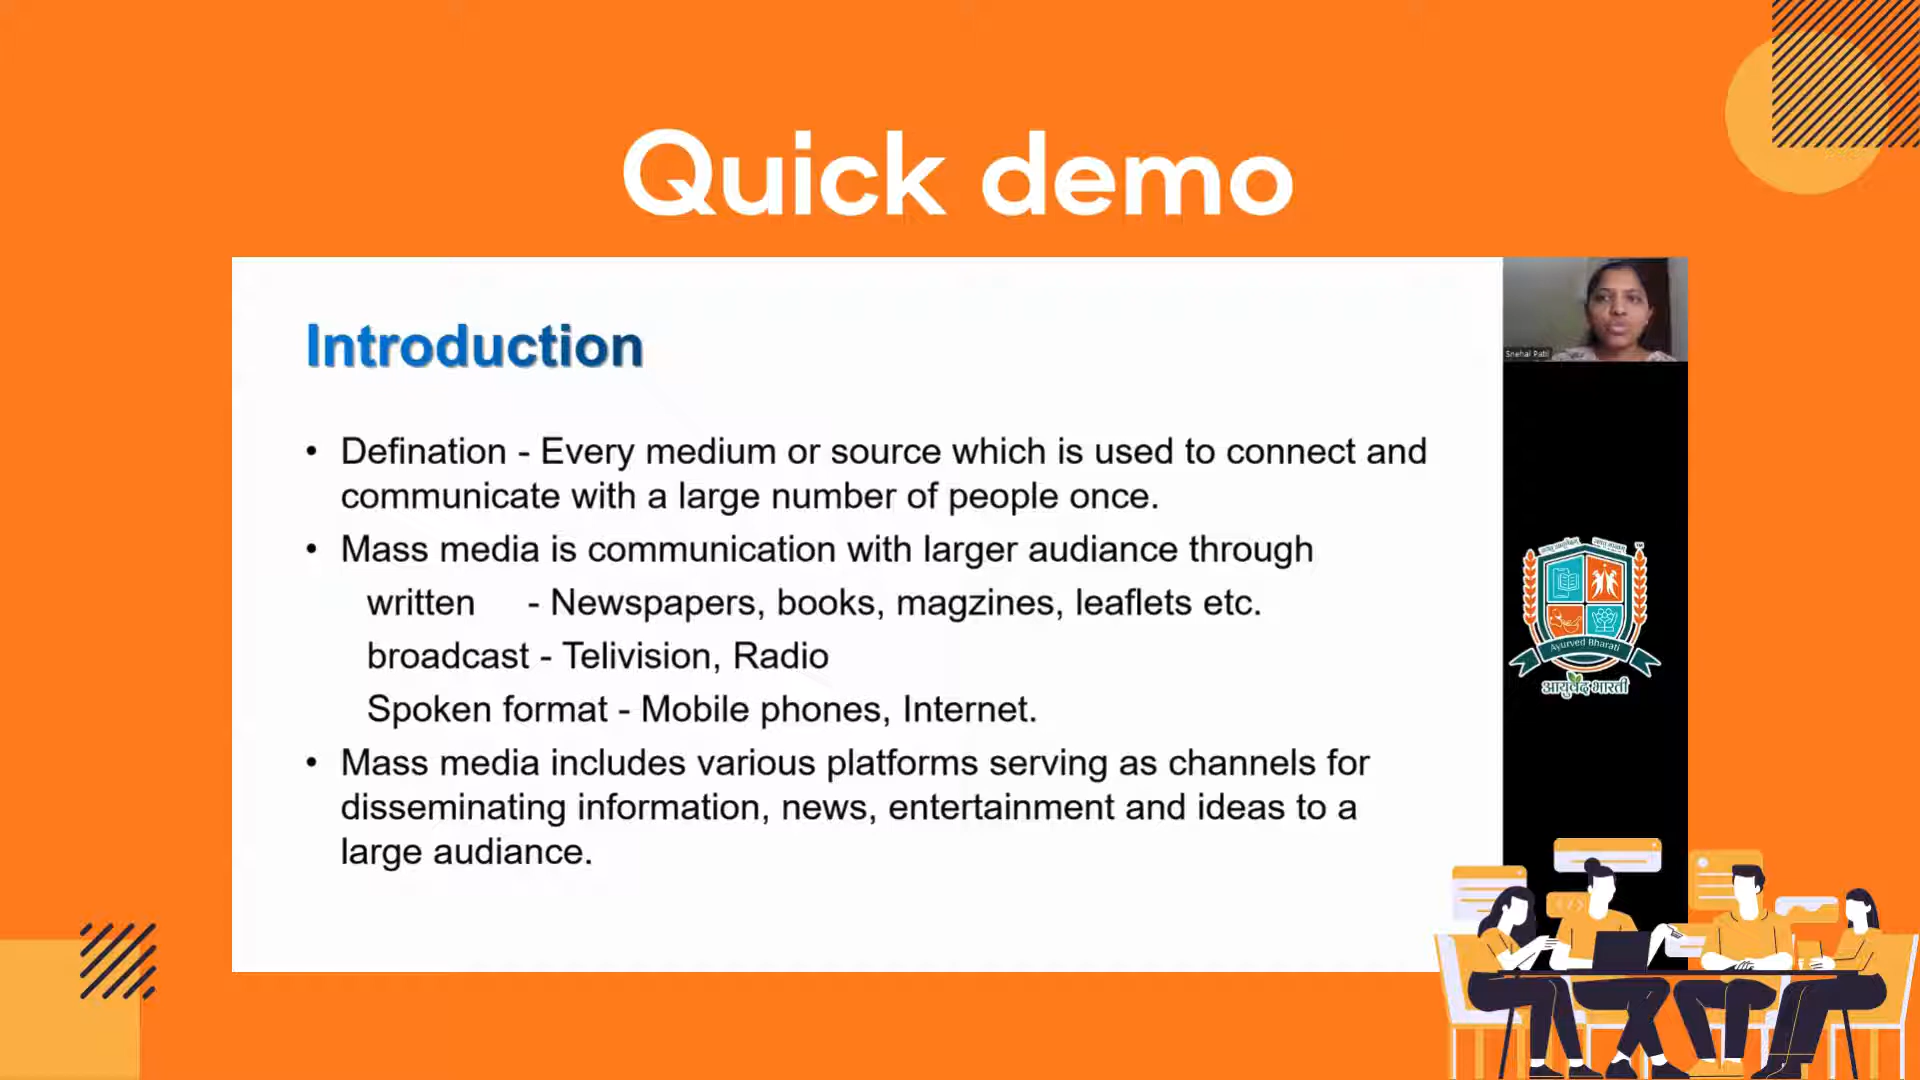 Quick demo
Introduction
• Defination - Every medium or source which is used to connect and
communicate with a large number of people once.
• Mass media is communication with larger audiance through
written - Newspapers, books, magzines, leaflets etc.
broadcast - Telivision, Radio
Spoken format - Mobile phones, Internet.
• Mass media includes various platforms serving as channels for
disseminating information, news, entertainment and ideas to a
large audiance.
Snehal Patil
Ayurved Bharati
आयुर्वेद भारती